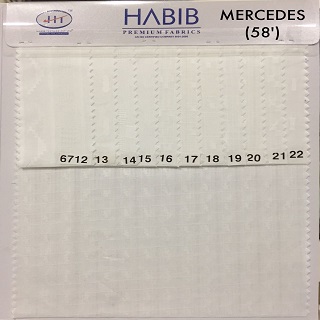 HABIB
PREMIUM FABRICS
MERCEDES
(58')
6712 13 14 15 16 17 18 19 20 21 22